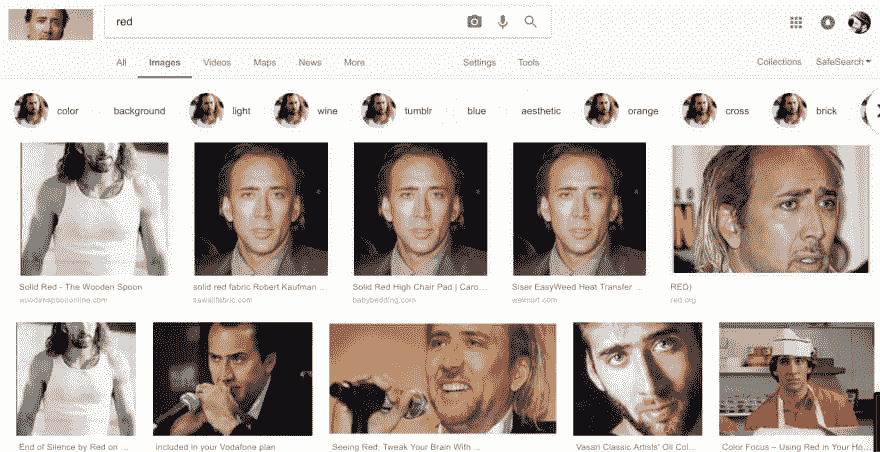 red
All Images Videos Maps News More Settings Tools Collections SafeSearch
color background light wine tumblr blue aesthetic orange cross brick
Solid Red - The Wooden Spoon solid red fabric Robert Kaufman ... Solid Red High Chair Pad | Caro... Siser EasyWeed Heat Transfer ... RED)
woodenspoononline.com hawaiifabric.com babybedding.com walmart.com red.org
End of Silence by Red on ... included in your Vodafone plan Seeing Red: Tweak Your Brain With ... Vasari Classic Artists' Oil Col... Color Focus – Using Red in Your Ho...